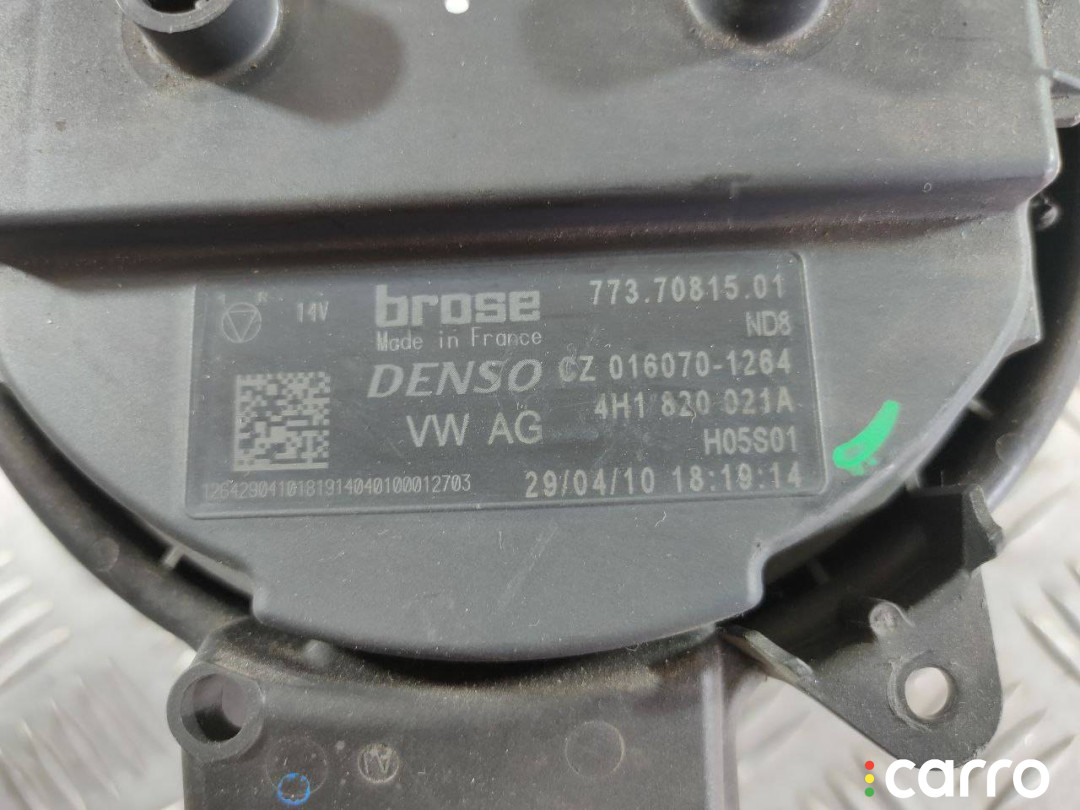 14V brose 773.70815.01
Made in France ND8
DENSO CZ 016070-1264
VW AG 4H1 820 021A
H05S01
1264290410181914040100012703 29/04/10 18:19:14
carro